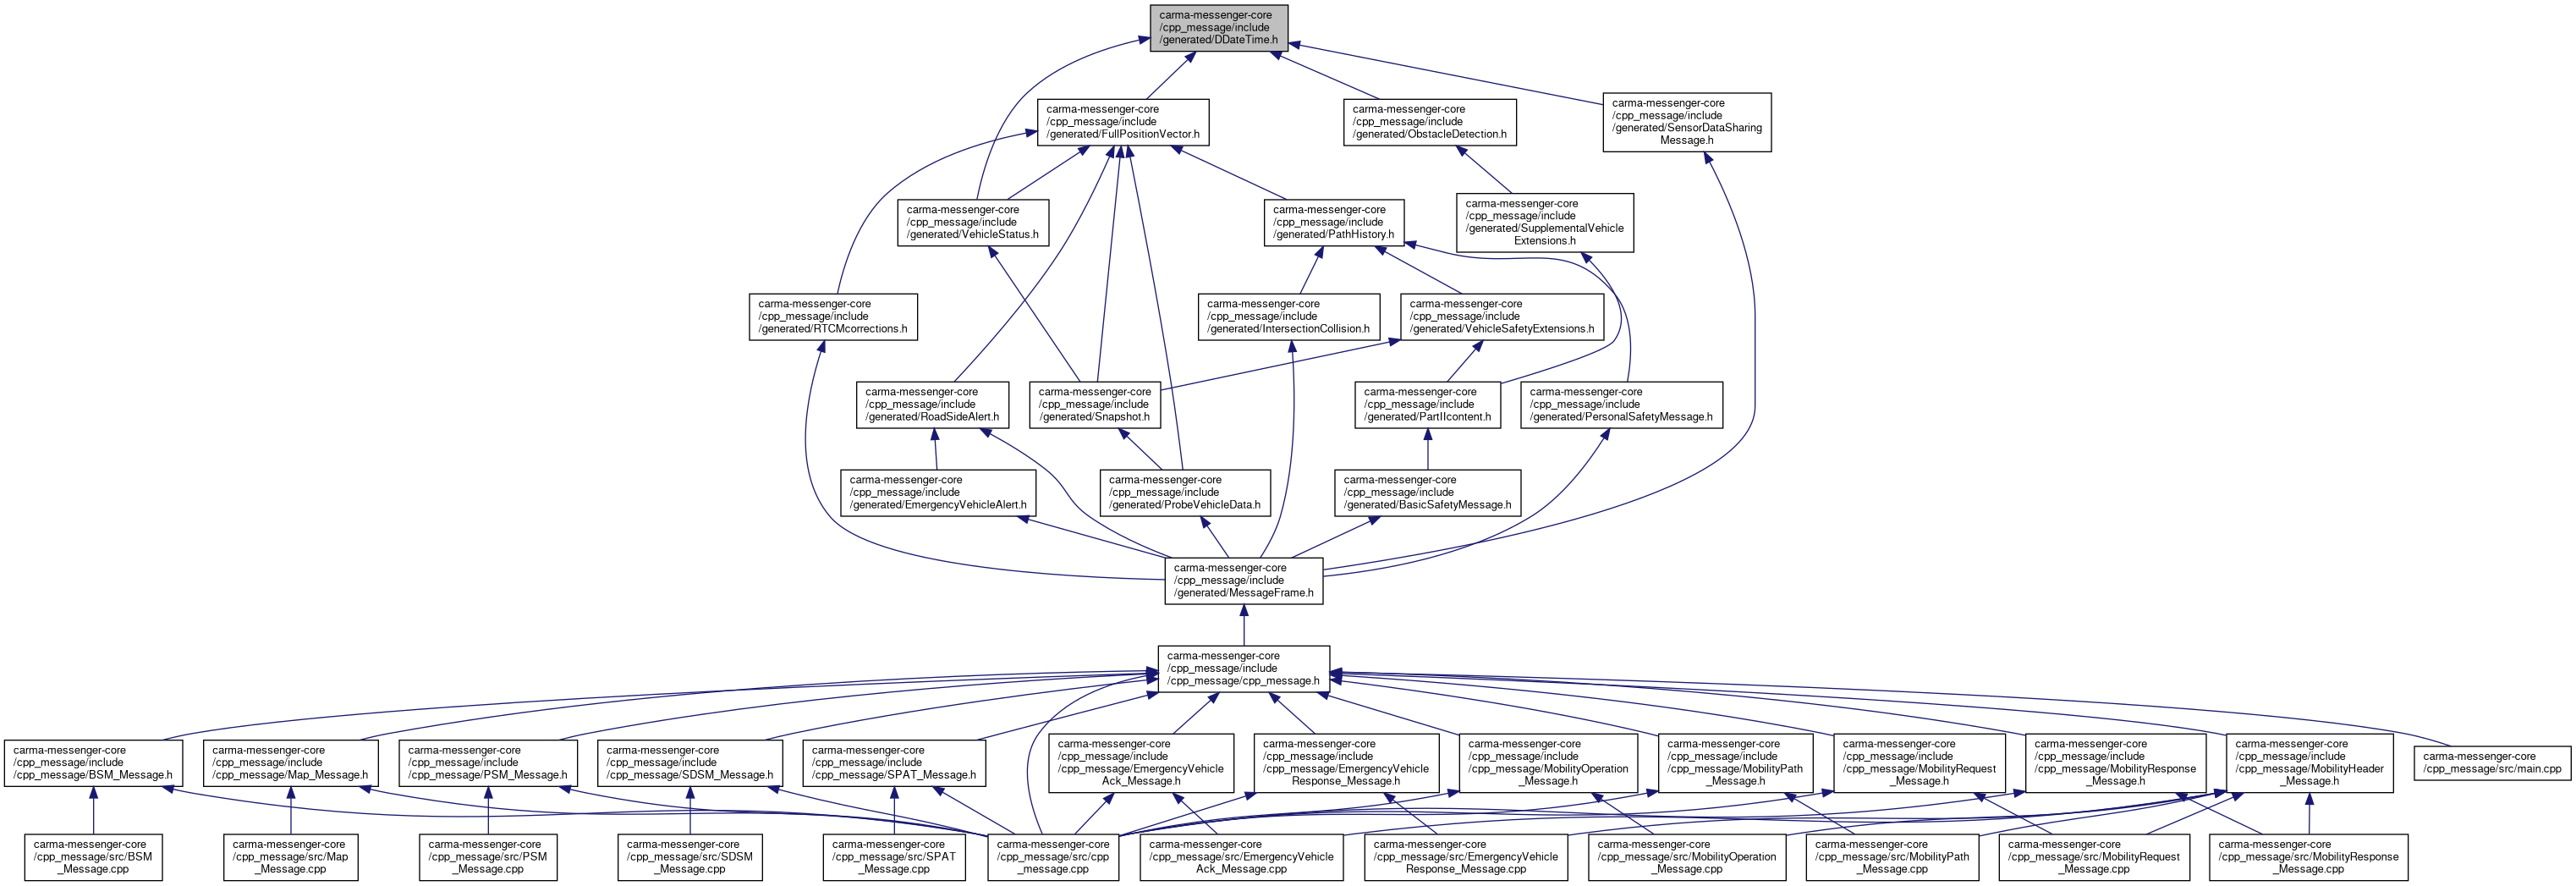 carma-messenger-core
/cpp_message/include
/generated/DDateTime.h
carma-messenger-core
/cpp_message/include
/generated/FullPositionVector.h
carma-messenger-core
/cpp_message/include
/generated/ObstacleDetection.h
carma-messenger-core
/cpp_message/include
/generated/SensorDataSharing
Message.h
carma-messenger-core
/cpp_message/include
/generated/VehicleStatus.h
carma-messenger-core
/cpp_message/include
/generated/PathHistory.h
carma-messenger-core
/cpp_message/include
/generated/SupplementalVehicle
Extensions.h
carma-messenger-core
/cpp_message/include
/generated/RTCMcorrections.h
carma-messenger-core
/cpp_message/include
/generated/IntersectionCollision.h
carma-messenger-core
/cpp_message/include
/generated/VehicleSafetyExtensions.h
carma-messenger-core
/cpp_message/include
/generated/RoadSideAlert.h
carma-messenger-core
/cpp_message/include
/generated/Snapshot.h
carma-messenger-core
/cpp_message/include
/generated/PartIIcontent.h
carma-messenger-core
/cpp_message/include
/generated/PersonalSafetyMessage.h
carma-messenger-core
/cpp_message/include
/generated/EmergencyVehicleAlert.h
carma-messenger-core
/cpp_message/include
/generated/ProbeVehicleData.h
carma-messenger-core
/cpp_message/include
/generated/BasicSafetyMessage.h
carma-messenger-core
/cpp_message/include
/generated/MessageFrame.h
carma-messenger-core
/cpp_message/include
/cpp_message/cpp_message.h
carma-messenger-core
/cpp_message/include
/cpp_message/BSM_Message.h
carma-messenger-core
/cpp_message/include
/cpp_message/Map_Message.h
carma-messenger-core
/cpp_message/include
/cpp_message/PSM_Message.h
carma-messenger-core
/cpp_message/include
/cpp_message/SDSM_Message.h
carma-messenger-core
/cpp_message/include
/cpp_message/SPAT_Message.h
carma-messenger-core
/cpp_message/include
/cpp_message/EmergencyVehicle
Ack_Message.h
carma-messenger-core
/cpp_message/include
/cpp_message/EmergencyVehicle
Response_Message.h
carma-messenger-core
/cpp_message/include
/cpp_message/MobilityOperation
_Message.h
carma-messenger-core
/cpp_message/include
/cpp_message/MobilityPath
_Message.h
carma-messenger-core
/cpp_message/include
/cpp_message/MobilityRequest
_Message.h
carma-messenger-core
/cpp_message/include
/cpp_message/MobilityResponse
_Message.h
carma-messenger-core
/cpp_message/include
/cpp_message/MobilityHeader
_Message.h
carma-messenger-core
/cpp_message/src/main.cpp
carma-messenger-core
/cpp_message/src/BSM
_Message.cpp
carma-messenger-core
/cpp_message/src/Map
_Message.cpp
carma-messenger-core
/cpp_message/src/PSM
_Message.cpp
carma-messenger-core
/cpp_message/src/SDSM
_Message.cpp
carma-messenger-core
/cpp_message/src/SPAT
_Message.cpp
carma-messenger-core
/cpp_message/src/cpp
_message.cpp
carma-messenger-core
/cpp_message/src/EmergencyVehicle
Ack_Message.cpp
carma-messenger-core
/cpp_message/src/EmergencyVehicle
Response_Message.cpp
carma-messenger-core
/cpp_message/src/MobilityOperation
_Message.cpp
carma-messenger-core
/cpp_message/src/MobilityPath
_Message.cpp
carma-messenger-core
/cpp_message/src/MobilityRequest
_Message.cpp
carma-messenger-core
/cpp_message/src/MobilityResponse
_Message.cpp